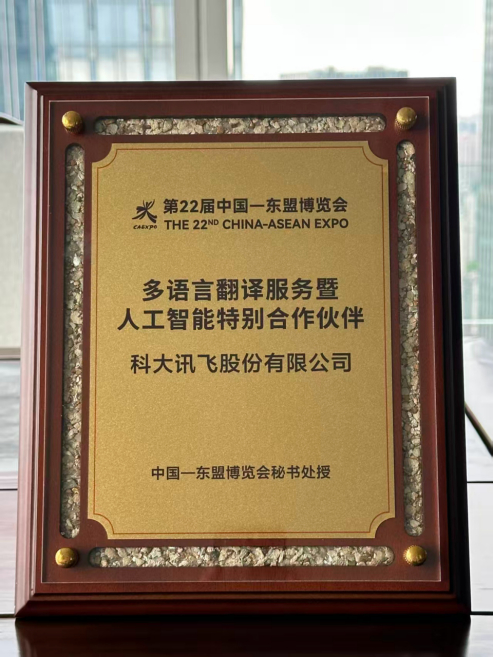 第22届中国—东盟博览会
CAEXPO
THE 22ND CHINA-ASEAN EXPO
多语言翻译服务暨
人工智能特别合作伙伴
科大讯飞股份有限公司
中国—东盟博览会秘书处授